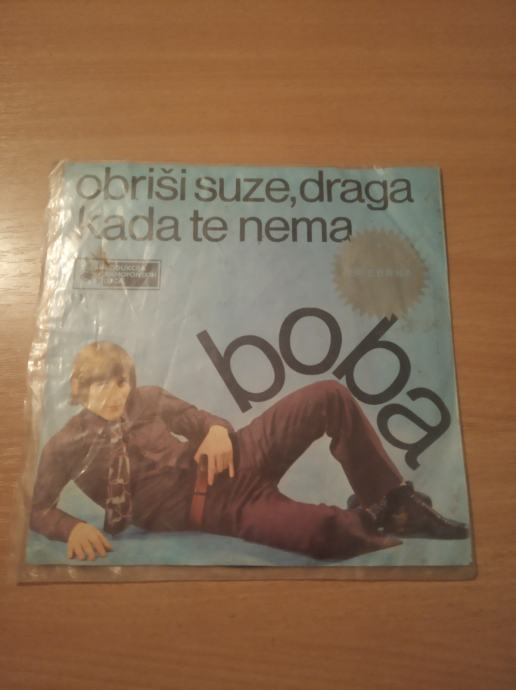 obriši suze, draga
kada te nema
boba